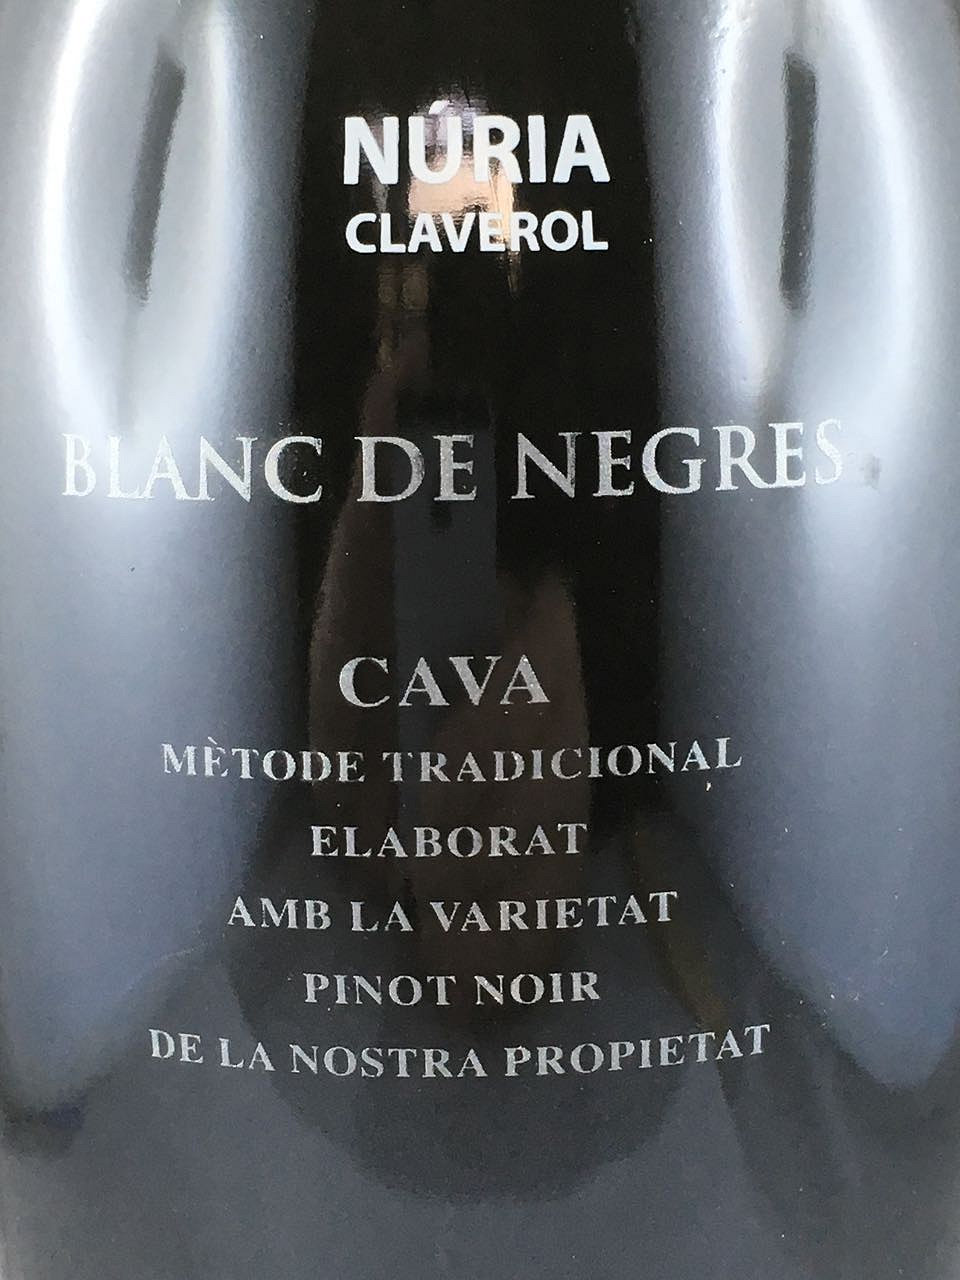 NÚRIA
CLAVEROL
BLANC DE NEGRES
CAVA
MÈTODE TRADICIONAL
ELABORAT
AMB LA VARIETAT
PINOT NOIR
DE LA NOSTRA PROPIETAT